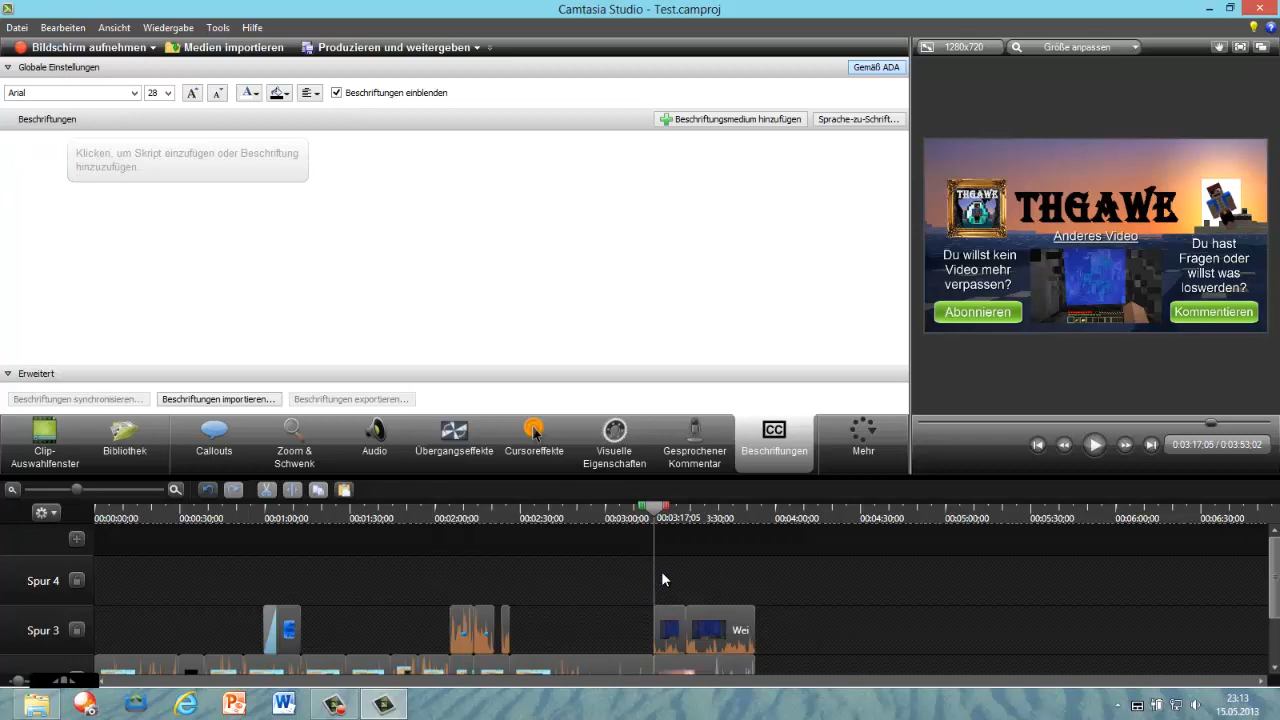 Camtasia Studio - Test.camproj
Datei Bearbeiten Ansicht Wiedergabe Tools Hilfe
Bildschirm aufnehmen Medien importieren Produzieren und weitergeben
1280x720 Größe anpassen
Globale Einstellungen Gemäß ADA
Arial 28 A A A Beschriftungen einblenden
Beschriftungen Beschriftungsmedium hinzufügen Sprache-zu-Schrift...
Klicken, um Skript einzufügen oder Beschriftung
hinzuzufügen.
THGAWE
THGAWE
Anderes Video
Du willst kein
Video mehr
verpassen?
Abonnieren
Du hast
Fragen oder
willst was
loswerden?
Kommentieren
Erweitert
Beschriftungen synchronisieren... Beschriftungen importieren... Beschriftungen exportieren...
Clip-
Auswahlfenster
Bibliothek
Callouts
Zoom &
Schwenk
Audio
Übergangseffekte
Cursoreffekte
Visuelle
Eigenschaften
Gesprochener
Kommentar
CC
Beschriftungen
Mehr
0:03:17;05 / 0:03:53;02
00:00:00;00 00:00:30;00 00:01:00;00 00:01:30;00 00:02:00;00 00:02:30;00 00:03:00;00 00:03:17;05 3:30;00 00:04:00;00 00:04:30;00 00:05:00;00 00:05:30;00 00:06:00;00 00:06:30;00
Spur 4
Spur 3 Wei
23:13
15.05.2013